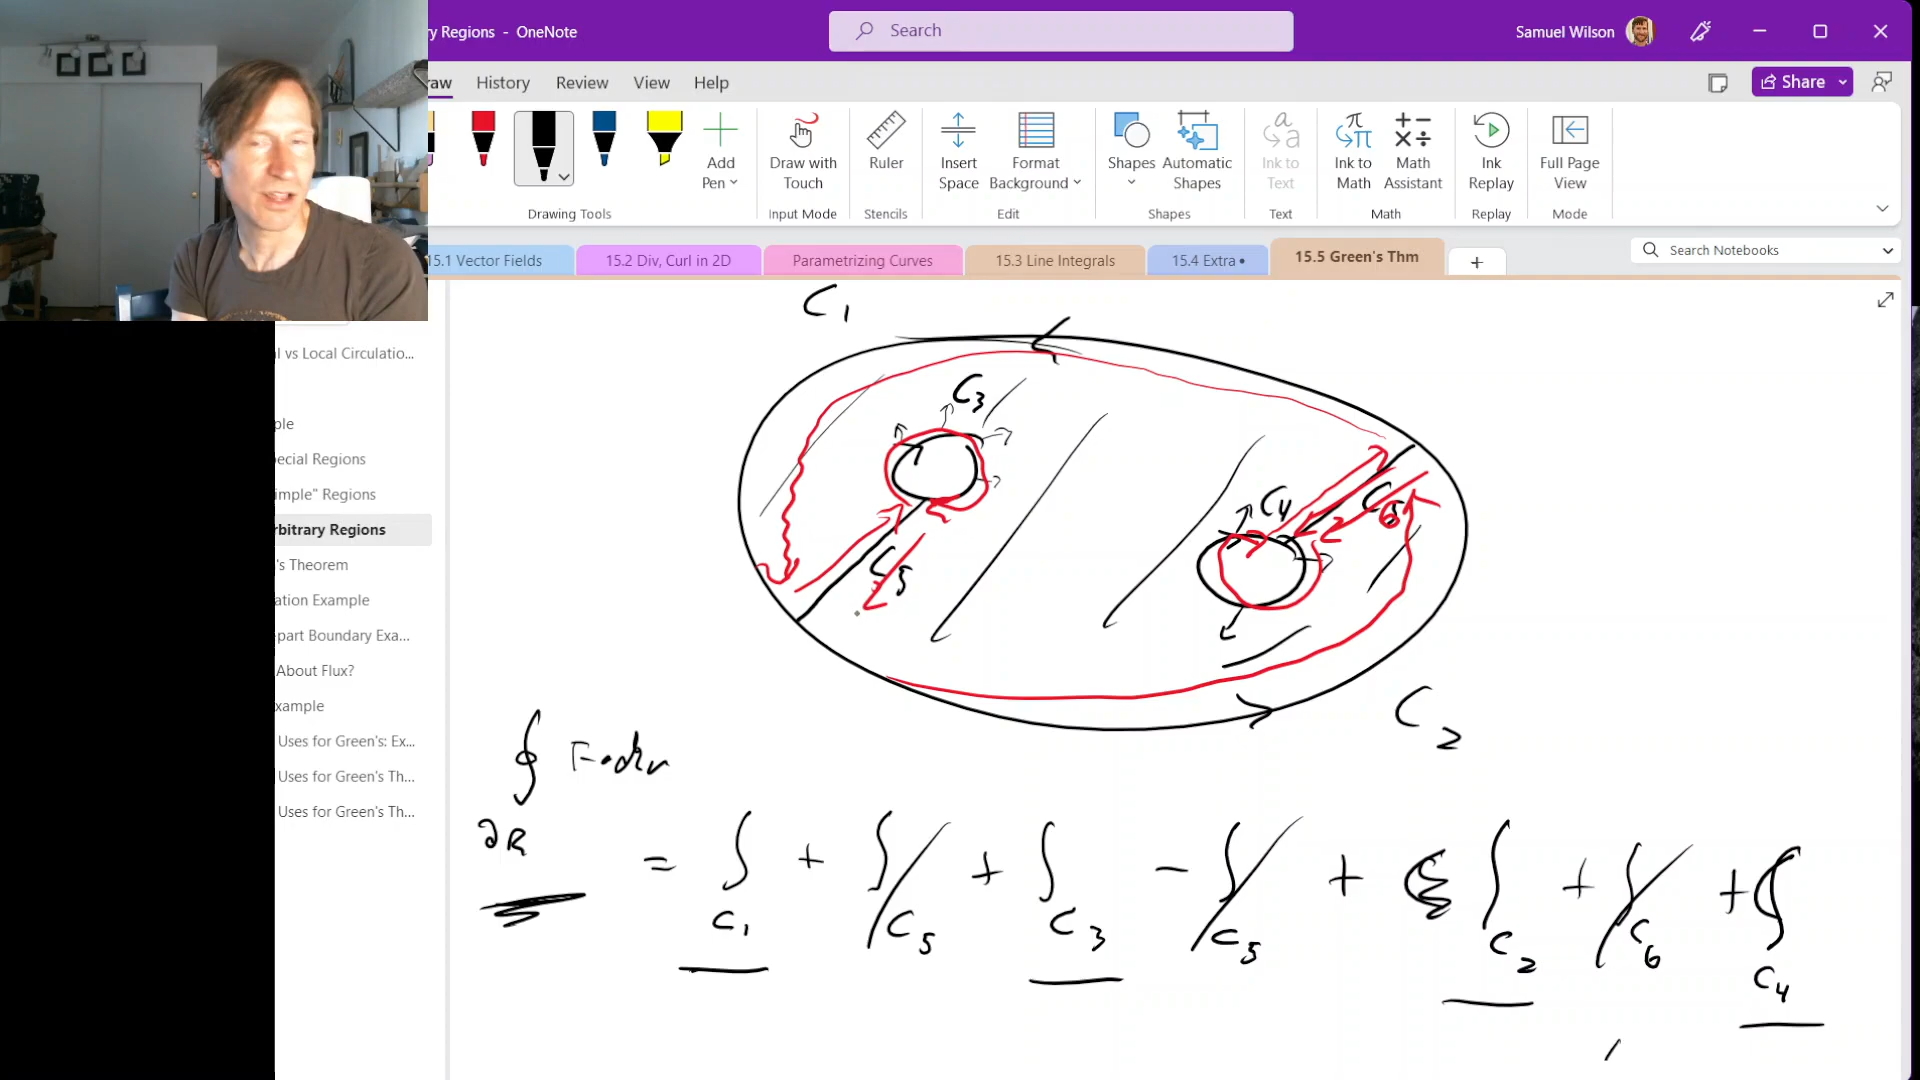 ry Regions - OneNote
Search
Samuel Wilson
raw History Review View Help
Share
Add Pen
Draw with Touch
Ruler
Insert Space
Format Background
Shapes
Automatic Shapes
Ink to Text
Ink to Math
Math Assistant
Ink Replay
Full Page View
Drawing Tools
Input Mode
Stencils
Edit
Shapes
Text
Math
Replay
Mode
15.1 Vector Fields
15.2 Div, Curl in 2D
Parametrizing Curves
15.3 Line Integrals
15.4 Extra •
15.5 Green's Thm
+
Search Notebooks
al vs Local Circulatio...
ple
ecial Regions
imple" Regions
rbitrary Regions
's Theorem
ation Example
part Boundary Exa...
About Flux?
xample
Uses for Green's: Ex...
Uses for Green's Th...
Uses for Green's Th...
C₁
C₃
C₄
C₅
C₆
C₂
∮ F·dr
∂R
= ∫ + ∫ + ∫ - ∫ + ∫ + ∫ + ∫
C₁ C₅ C₃ C₅ C₂ C₆ C₄